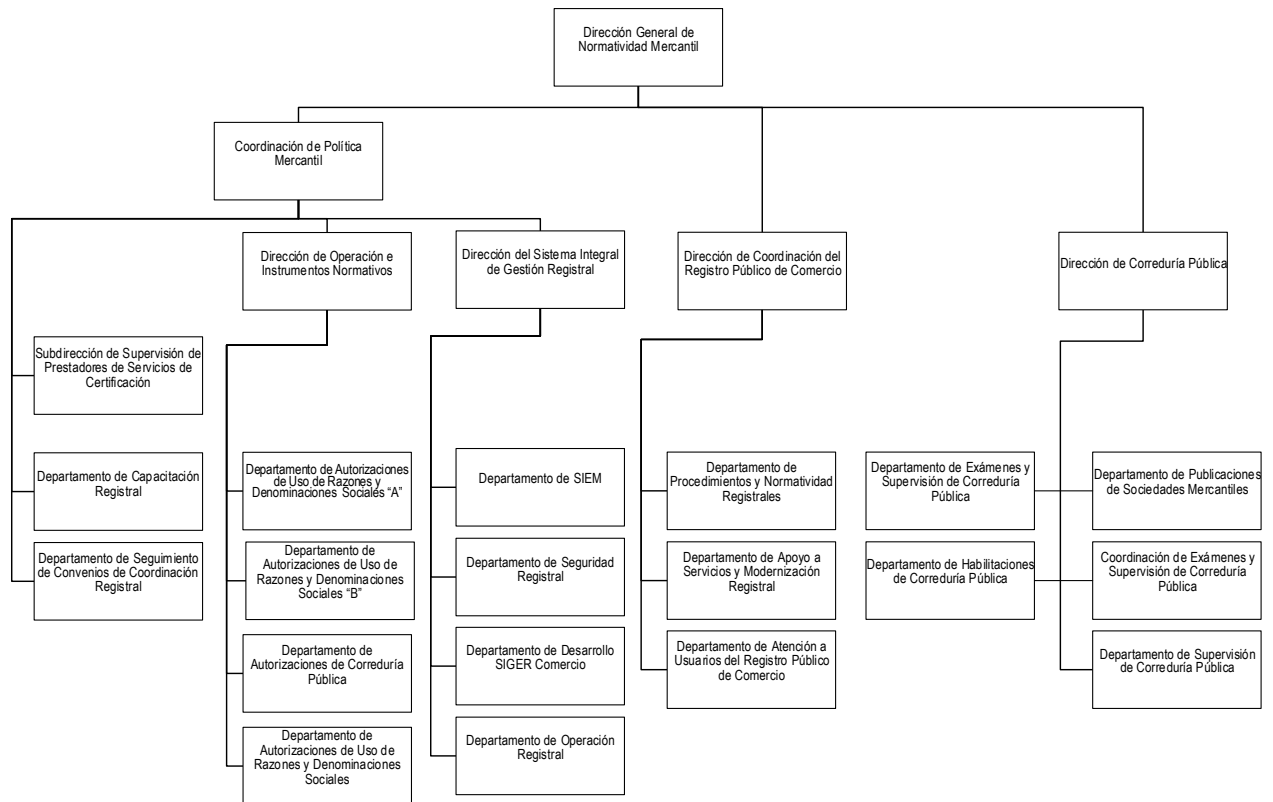 Dirección General de
Normatividad Mercantil
Coordinación de Política
Mercantil
Dirección de Operación e
Instrumentos Normativos
Dirección del Sistema Integral
de Gestión Registral
Dirección de Coordinación del
Registro Público de Comercio
Dirección de Correduría Pública
Subdirección de Supervisión de
Prestadores de Servicios de
Certificación
Departamento de Capacitación
Registral
Departamento de Seguimiento
de Convenios de Coordinación
Registral
Departamento de Autorizaciones
de Uso de Razones y
Denominaciones Sociales “A”
Departamento de
Autorizaciones de Uso de
Razones y Denominaciones
Sociales “B”
Departamento de
Autorizaciones de Correduría
Pública
Departamento de
Autorizaciones de Uso de
Razones y Denominaciones
Sociales
Departamento de SIEM
Departamento de Seguridad
Registral
Departamento de Desarrollo
SIGER Comercio
Departamento de Operación
Registral
Departamento de
Procedimientos y Normatividad
Registrales
Departamento de Apoyo a
Servicios y Modernización
Registral
Departamento de Atención a
Usuarios del Registro Público
de Comercio
Departamento de Exámenes y
Supervisión de Correduría
Pública
Departamento de Habilitaciones
de Correduría Pública
Departamento de Publicaciones
de Sociedades Mercantiles
Coordinación de Exámenes y
Supervisión de Correduría
Pública
Departamento de Supervisión
de Correduría Pública